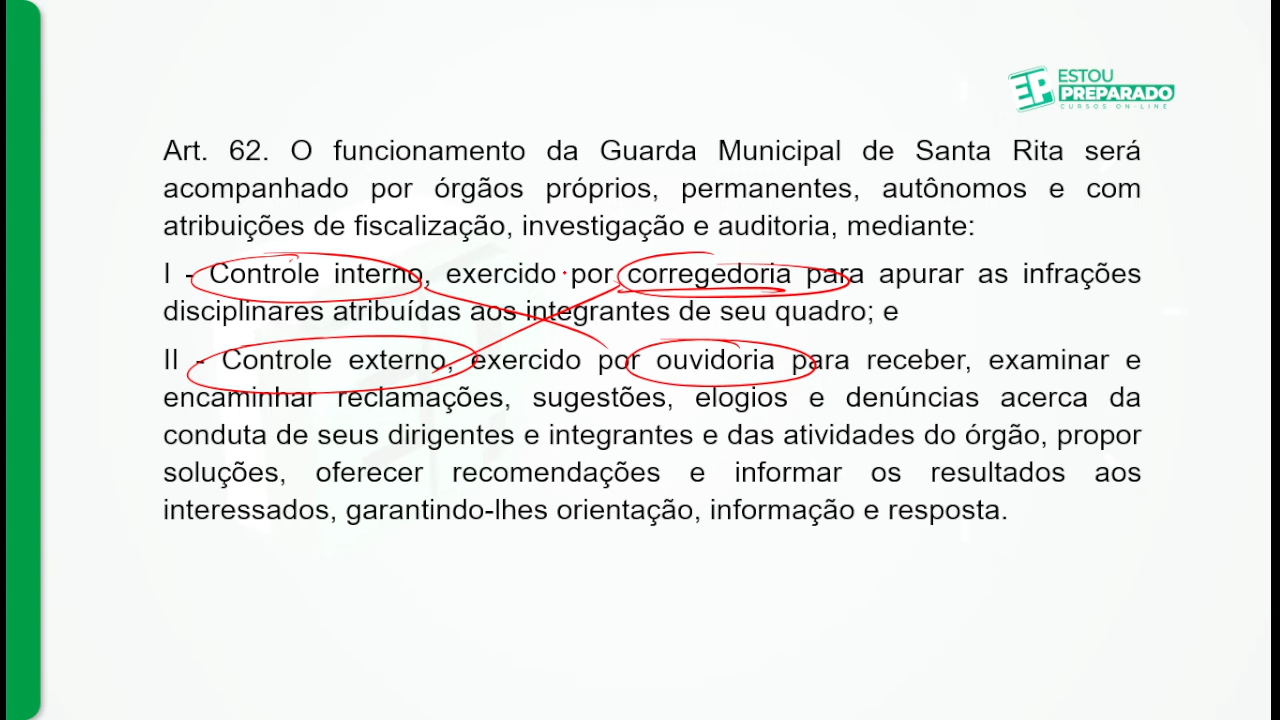 ESTOU
PREPARADO
CURSOS ON-LINE
Art. 62. O funcionamento da Guarda Municipal de Santa Rita será
acompanhado por órgãos próprios, permanentes, autônomos e com
atribuições de fiscalização, investigação e auditoria, mediante:
I - Controle interno, exercido por corregedoria para apurar as infrações
disciplinares atribuídas aos integrantes de seu quadro; e
II - Controle externo, exercido por ouvidoria para receber, examinar e
encaminhar reclamações, sugestões, elogios e denúncias acerca da
conduta de seus dirigentes e integrantes e das atividades do órgão, propor
soluções, oferecer recomendações e informar os resultados aos
interessados, garantindo-lhes orientação, informação e resposta.